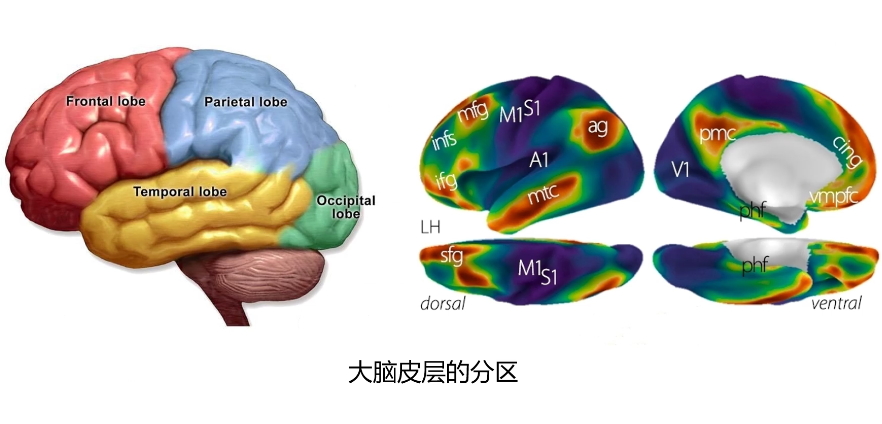 Frontal lobe
Parietal lobe
Temporal lobe
Occipital
lobe
mfg
M1
S1
infs
ag
A1
ifg
mtc
LH
pmc
cing
V1
vmpfc
phf
sfg
M1
S1
dorsal
phf
ventral
大脑皮层的分区